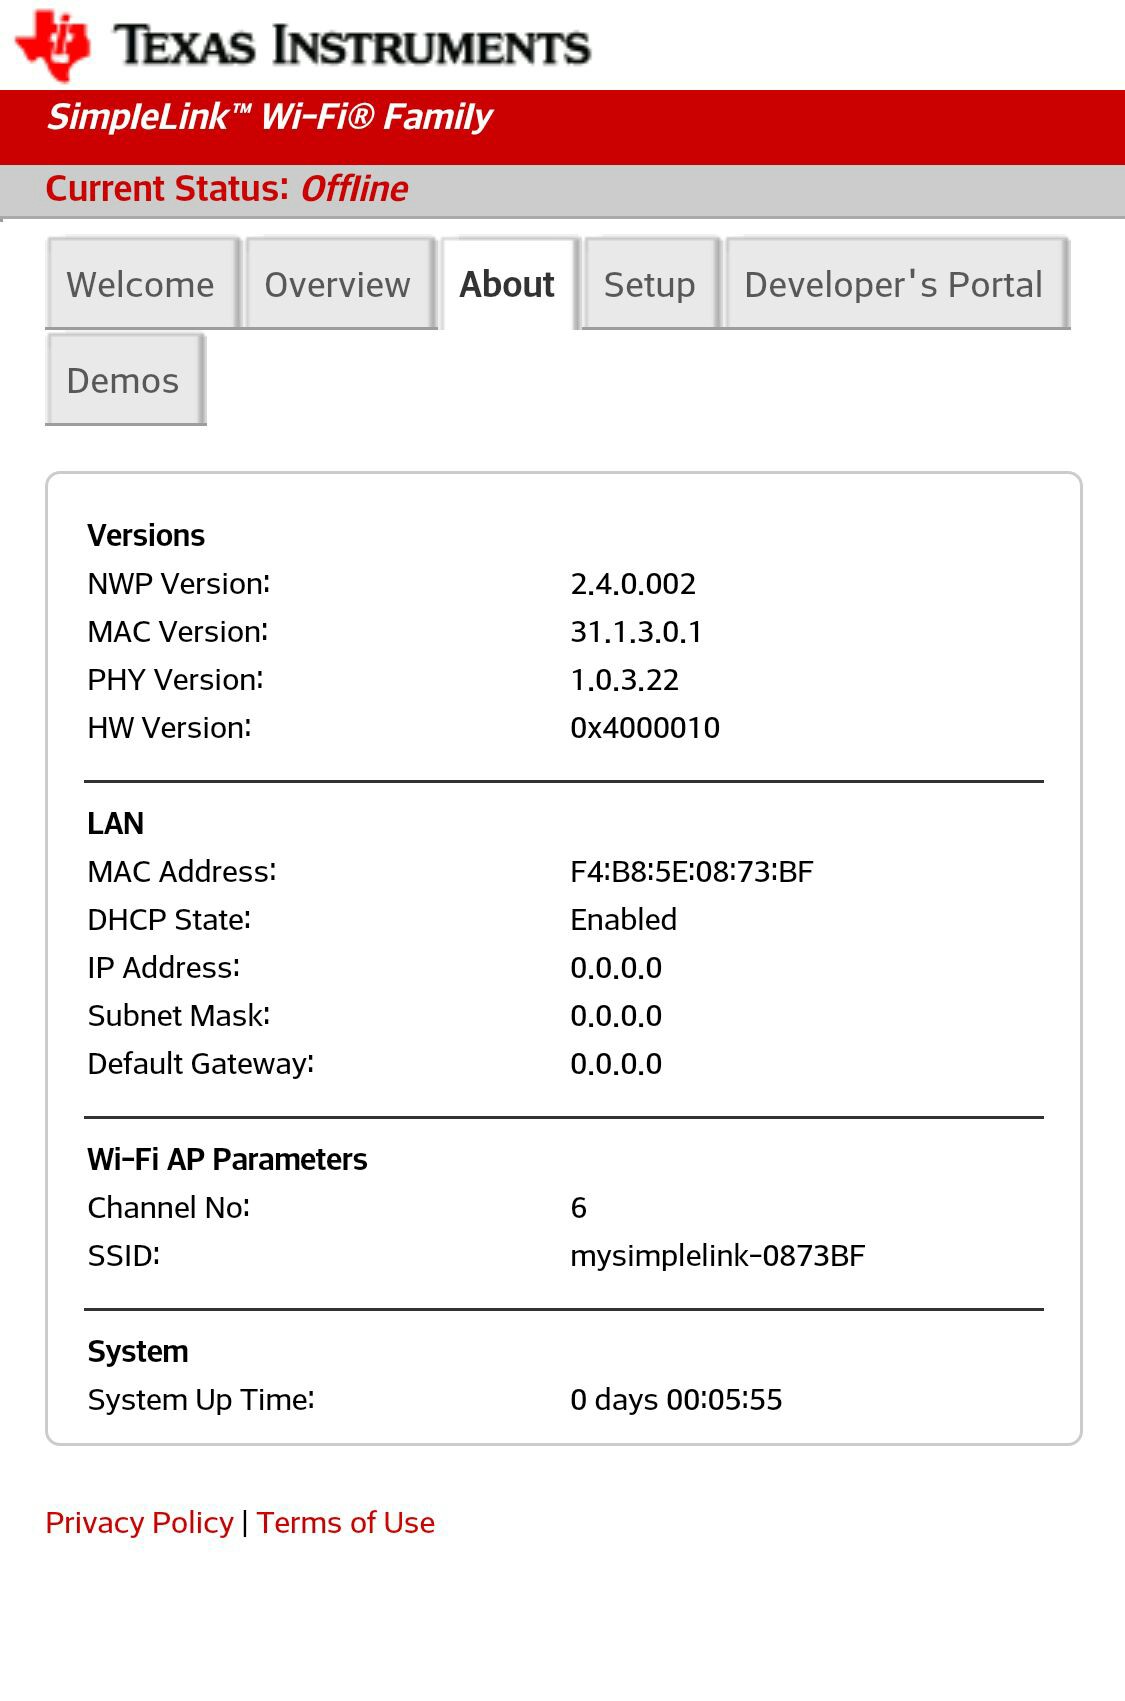 TEXAS INSTRUMENTS
SimpleLink™ Wi-Fi® Family
Current Status: Offline
Welcome Overview About Setup Developer's Portal
Demos
Versions
NWP Version: 2.4.0.002
MAC Version: 31.1.3.0.1
PHY Version: 1.0.3.22
HW Version: 0x4000010
LAN
MAC Address: F4:B8:5E:08:73:BF
DHCP State: Enabled
IP Address: 0.0.0.0
Subnet Mask: 0.0.0.0
Default Gateway: 0.0.0.0
Wi-Fi AP Parameters
Channel No: 6
SSID: mysimplelink-0873BF
System
System Up Time: 0 days 00:05:55
Privacy Policy | Terms of Use